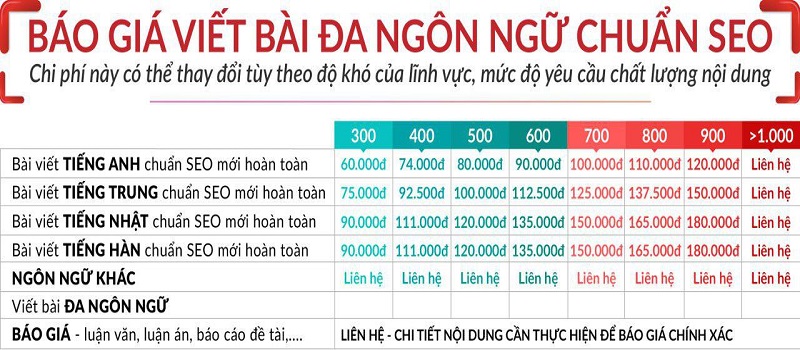 BÁO GIÁ VIẾT BÀI ĐA NGÔN NGỮ CHUẨN SEO
Chi phí này có thể thay đổi tùy theo độ khó của lĩnh vực, mức độ yêu cầu chất lượng nội dung
300 400 500 600 700 800 900 >1.000
Bài viết TIẾNG ANH chuẩn SEO mới hoàn toàn 60.000đ 74.000đ 80.000đ 90.000đ 100.000đ 110.000đ 120.000đ Liên hệ
Bài viết TIẾNG TRUNG chuẩn SEO mới hoàn toàn 75.000đ 92.500đ 100.000đ 112.500đ 125.000đ 137.500đ 150.000đ Liên hệ
Bài viết TIẾNG NHẬT chuẩn SEO mới hoàn toàn 90.000đ 111.000đ 120.000đ 135.000đ 150.000đ 165.000đ 180.000đ Liên hệ
Bài viết TIẾNG HÀN chuẩn SEO mới hoàn toàn 90.000đ 111.000đ 120.000đ 135.000đ 150.000đ 165.000đ 180.000đ Liên hệ
NGÔN NGỮ KHÁC Liên hệ Liên hệ Liên hệ Liên hệ Liên hệ Liên hệ Liên hệ Liên hệ
Viết bài ĐA NGÔN NGỮ
BÁO GIÁ - luận văn, luận án, báo cáo đề tài,.... LIÊN HỆ - CHI TIẾT NỘI DUNG CẦN THỰC HIỆN ĐỂ BÁO GIÁ CHÍNH XÁC